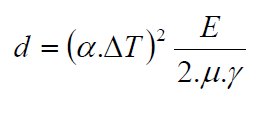 d = (α.ΔT)² E / 2.μ.γ